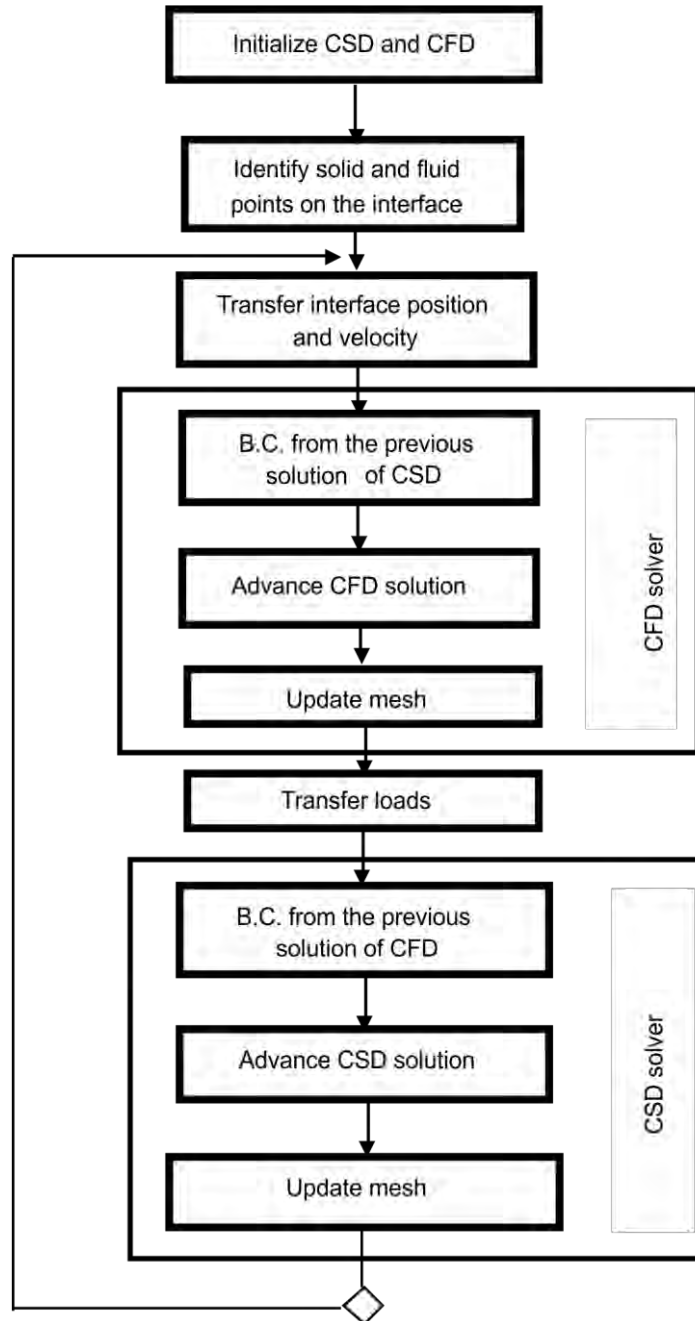 Initialize CSD and CFD
Identify solid and fluid
points on the interface
Transfer interface position
and velocity
B.C. from the previous
solution of CSD
Advance CFD solution
Update mesh
CFD solver
Transfer loads
B.C. from the previous
solution of CFD
Advance CSD solution
Update mesh
CSD solver